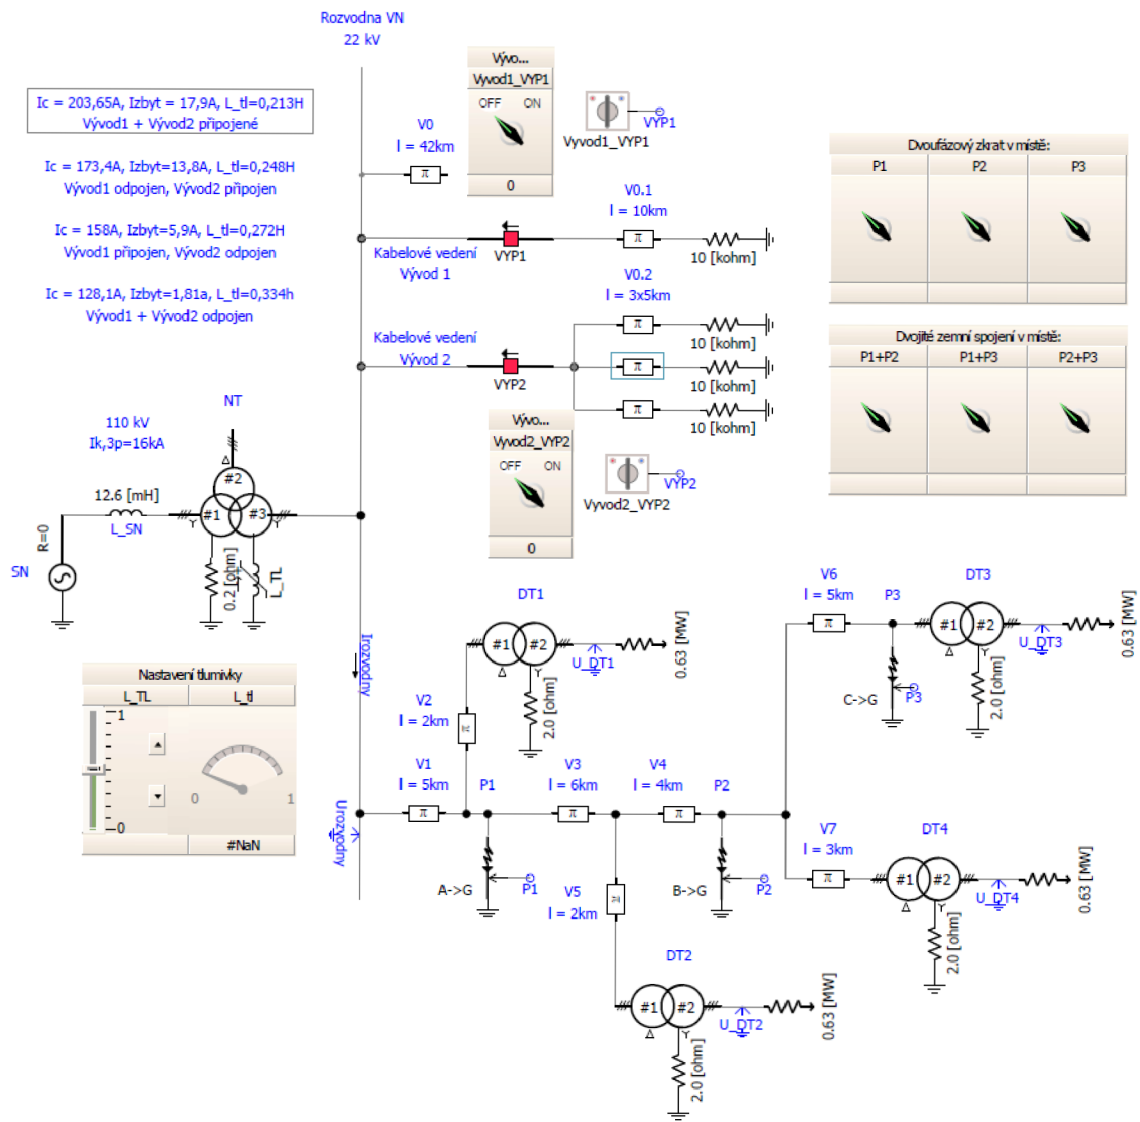 Rozvodna VN
22 kV
Ic = 203,65A, Izbyt = 17,9A, L_tl=0,213H
Vývod1 + Vývod2 připojené
Ic = 173,4A, Izbyt=13,8A, L_tl=0,248H
Vývod1 odpojen, Vývod2 připojen
Ic = 158A, Izbyt=5,9A, L_tl=0,272H
Vývod1 připojen, Vývod2 odpojen
Ic = 128,1A, Izbyt=1,81a, L_tl=0,334h
Vývod1 + Vývod2 odpojen
V0
l = 42km
π
Vývo...
Vyvod1_VYP1
OFF ON
0
VYP1
Vyvod1_VYP1
Dvoufázový zkrat v místě:
P1 P2 P3
Kabelové vedení
Vývod 1
VYP1
V0.1
l = 10km
π
10 [kohm]
V0.2
l = 3x5km
π
10 [kohm]
Kabelové vedení
Vývod 2
VYP2
π
10 [kohm]
π
10 [kohm]
Dvojité zemní spojení v místě:
P1+P2 P1+P3 P2+P3
Vývo...
Vyvod2_VYP2
OFF ON
0
VYP2
Vyvod2_VYP2
NT
110 kV
Ik,3p=16kA
12.6 [mH]
L_SN
R=0
SN
Δ
#2
#1
#3
Y
Y
0.2 [ohm]
L_TL
Irozvodny
Urozvodny
Nastavení tlumivky
L_TL L_tl
1
0
0 1
#NaN
DT1
#1 #2
Δ Y
U_DT1
0.63 [MW]
2.0 [ohm]
V2
l = 2km
π
V1
l = 5km
π
P1
A->G
P1
V3
l = 6km
π
V4
l = 4km
π
P2
B->G
P2
V5
l = 2km
π
DT2
#1 #2
Δ Y
U_DT2
0.63 [MW]
2.0 [ohm]
V6
l = 5km
π
P3
C->G
P3
DT3
#1 #2
Δ Y
U_DT3
0.63 [MW]
2.0 [ohm]
V7
l = 3km
π
DT4
#1 #2
Δ Y
U_DT4
0.63 [MW]
2.0 [ohm]